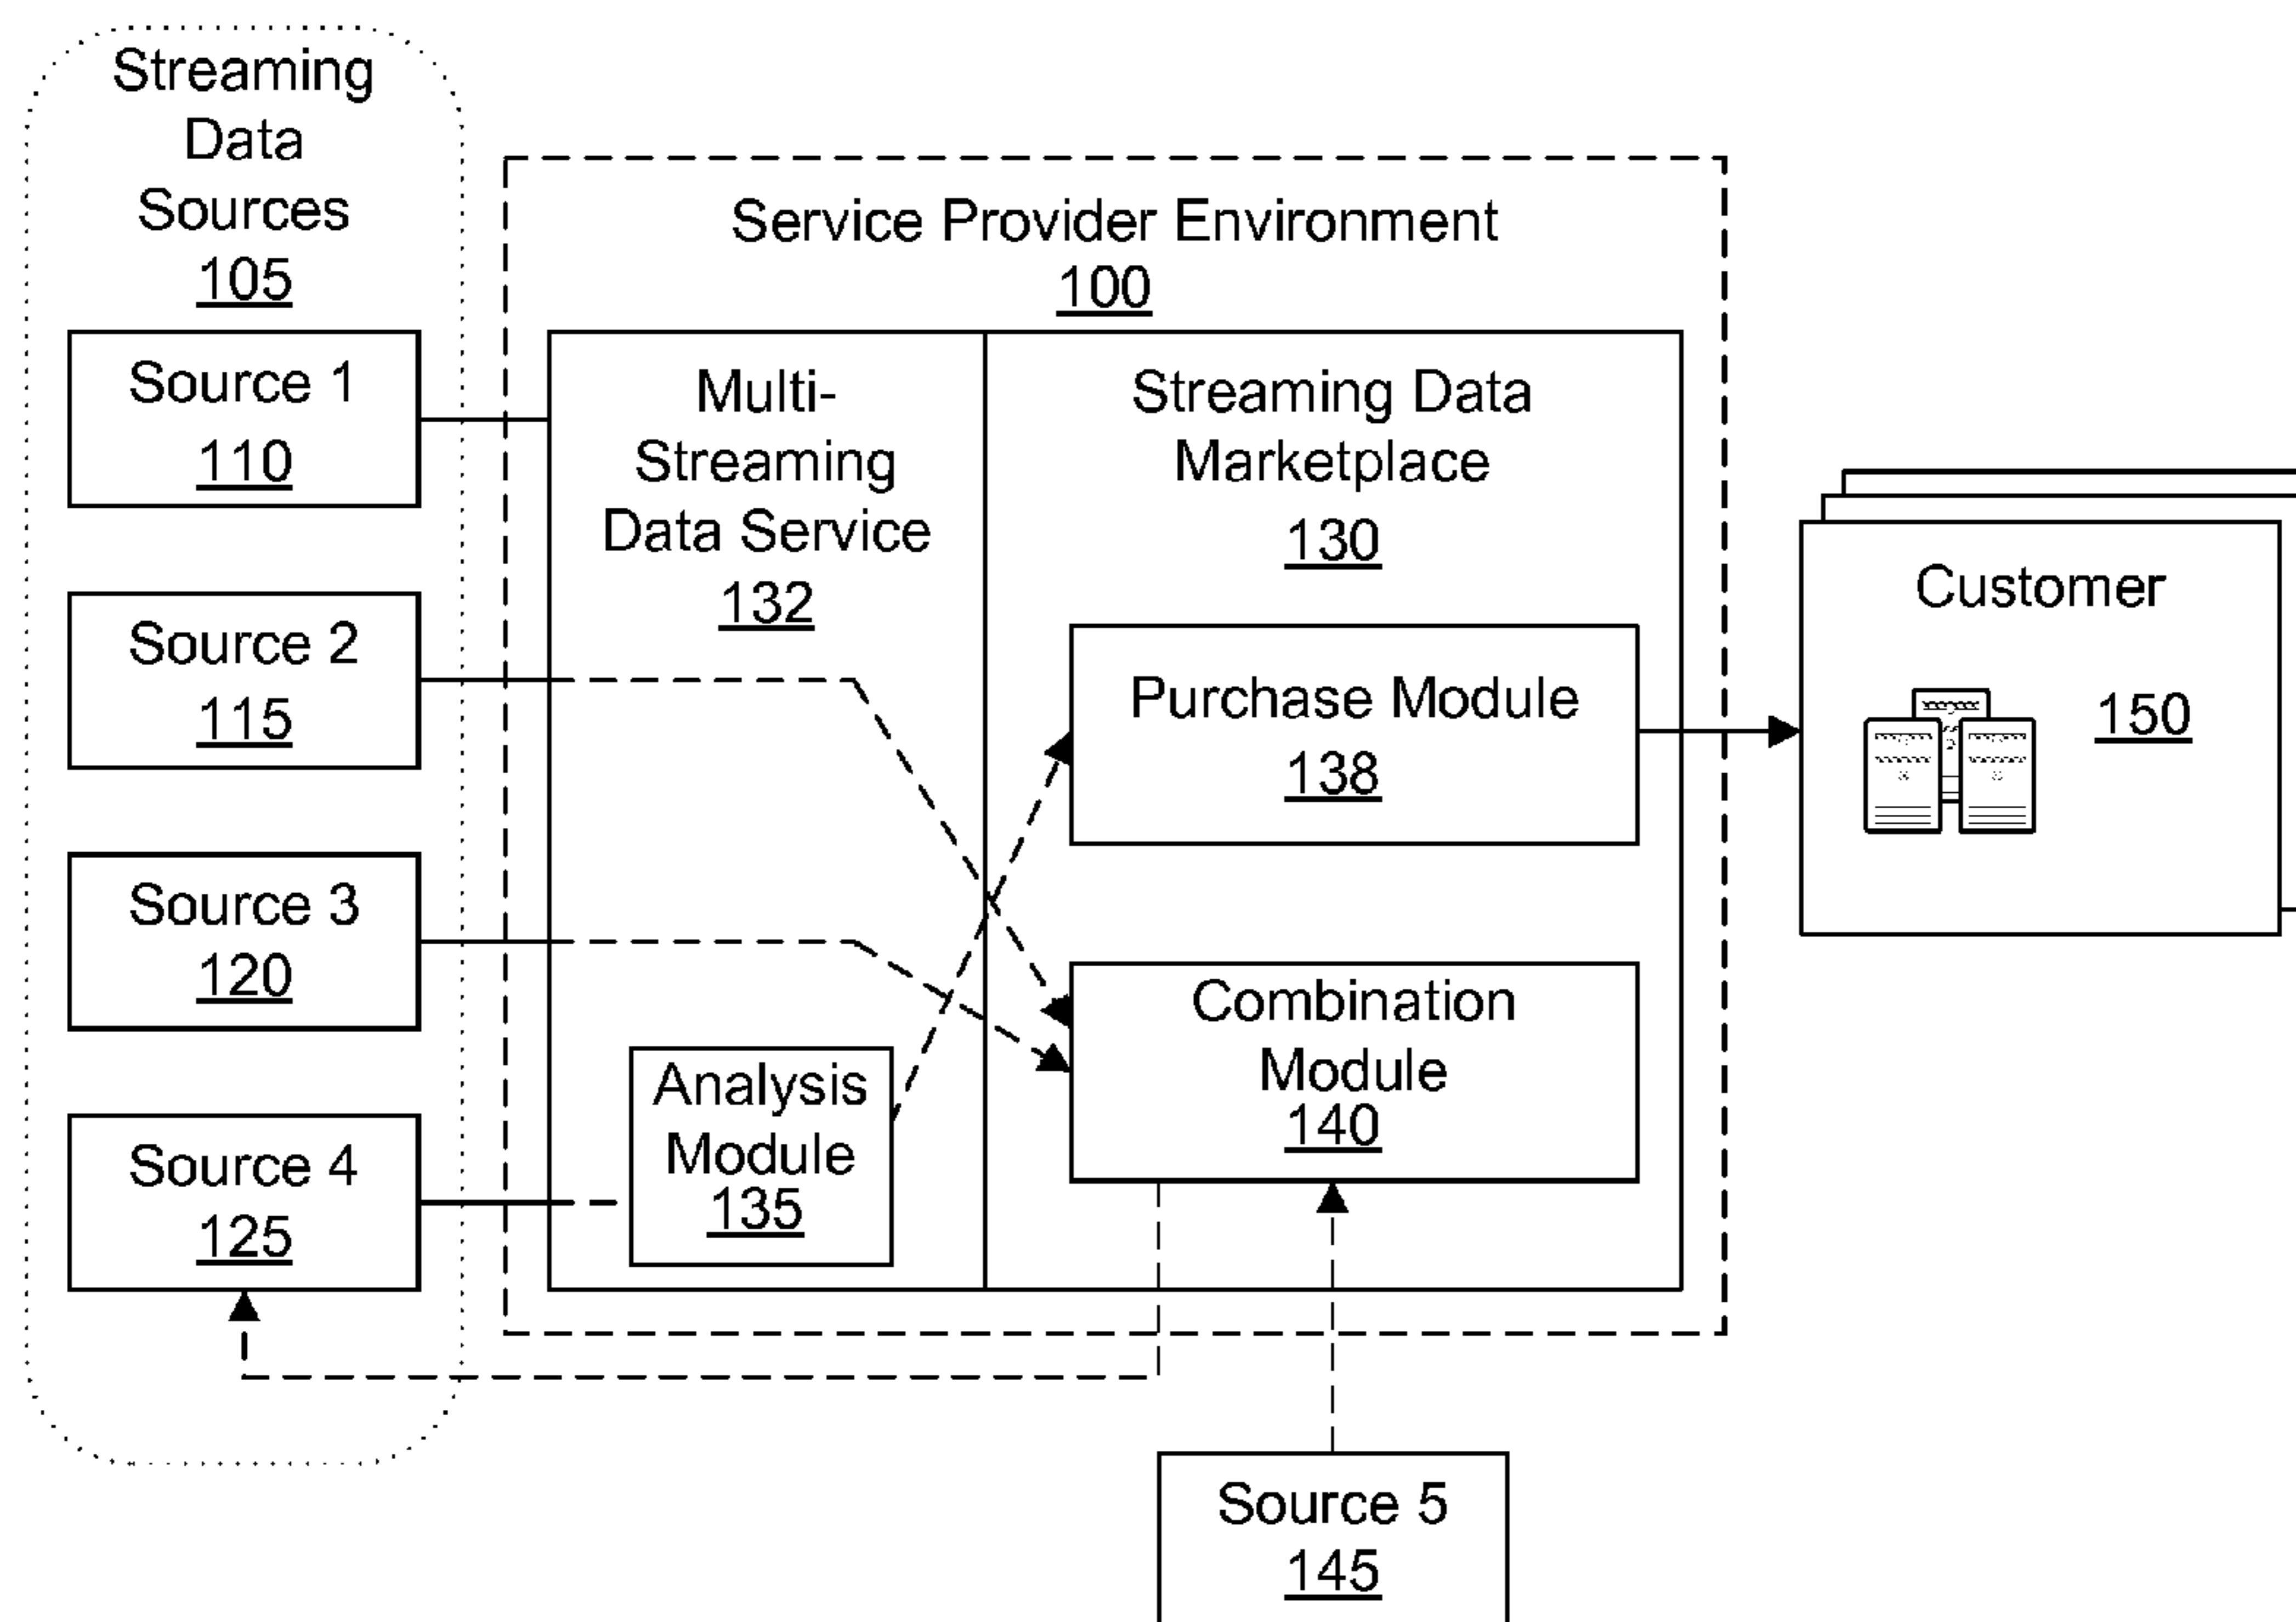 Streaming
Data
Sources
105
Source 1
110
Source 2
115
Source 3
120
Source 4
125
Service Provider Environment
100
Multi-
Streaming
Data Service
132
Analysis
Module
135
Streaming Data
Marketplace
130
Purchase Module
138
Combination
Module
140
Customer
150
Source 5
145